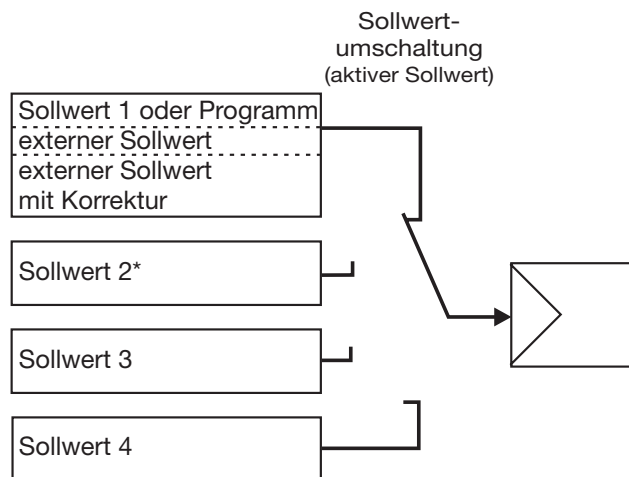 Sollwert-
umschaltung
(aktiver Sollwert)
Sollwert 1 oder Programm
externer Sollwert
externer Sollwert
mit Korrektur
Sollwert 2*
Sollwert 3
Sollwert 4